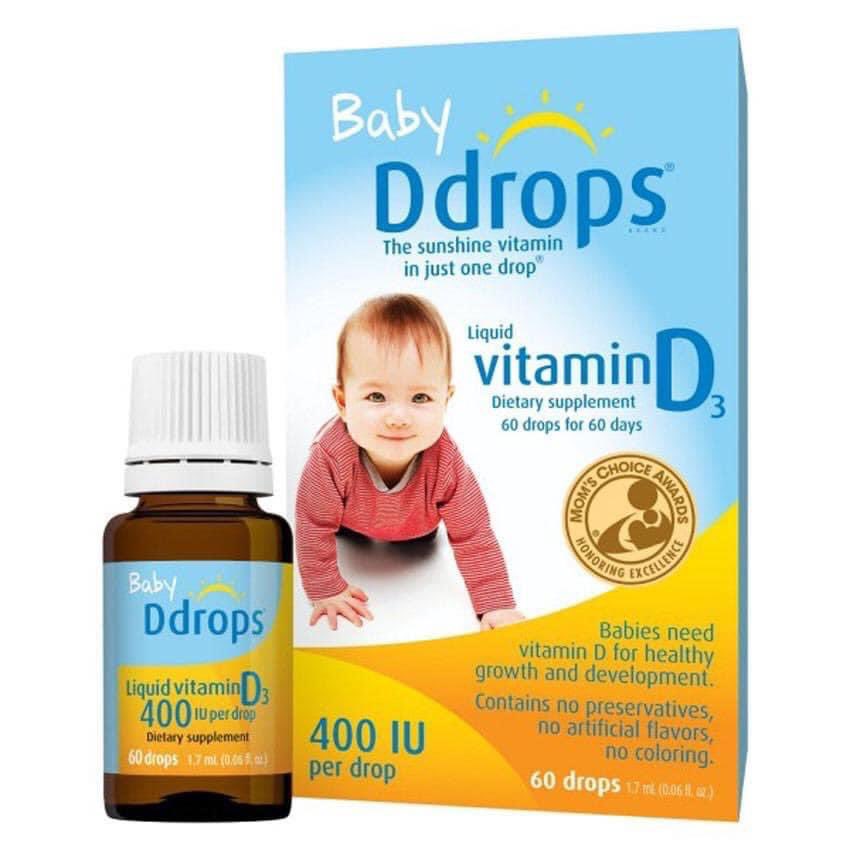 Baby
Ddrops®
BRAND
The sunshine vitamin
in just one drop®
Liquid
vitamin D3
Dietary supplement
60 drops for 60 days
MOM'S CHOICE AWARDS
®
HONORING EXCELLENCE
Babies need
vitamin D for healthy
growth and development.
Contains no preservatives,
no artificial flavors,
no coloring.
400 IU
per drop
60 drops 1.7 mL (0.06 fl. oz.)
Baby
Ddrops®
Liquid vitamin D3
400 IU per drop
Dietary supplement
60 drops 1.7 mL (0.06 fl. oz.)